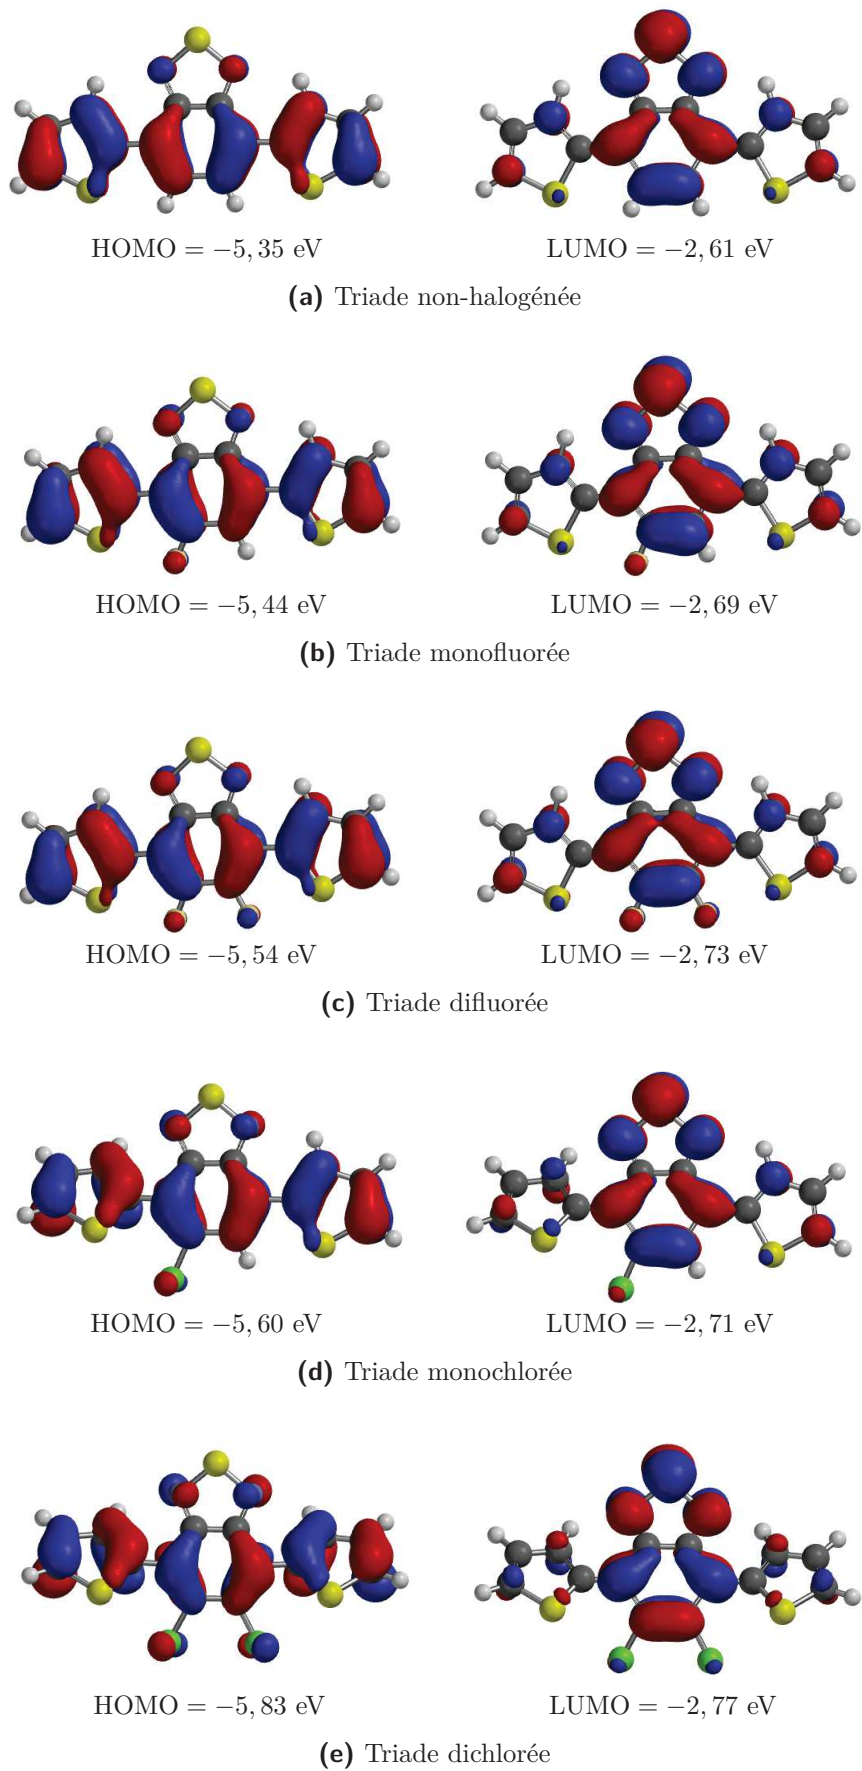 HOMO = −5, 35 eV LUMO = −2, 61 eV
(a) Triade non-halogénée
HOMO = −5, 44 eV LUMO = −2, 69 eV
(b) Triade monofluorée
HOMO = −5, 54 eV LUMO = −2, 73 eV
(c) Triade difluorée
HOMO = −5, 60 eV LUMO = −2, 71 eV
(d) Triade monochlorée
HOMO = −5, 83 eV LUMO = −2, 77 eV
(e) Triade dichlorée